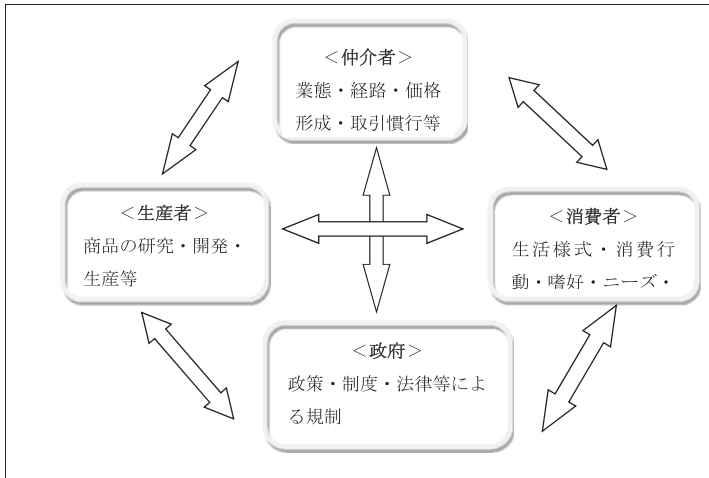 ＜仲介者＞
業態・経路・価格
形成・取引慣行等
＜生産者＞
商品の研究・開発・
生産等
＜消費者＞
生活様式・消費行
動・嗜好・ニーズ・
＜政府＞
政策・制度・法律等によ
る規制